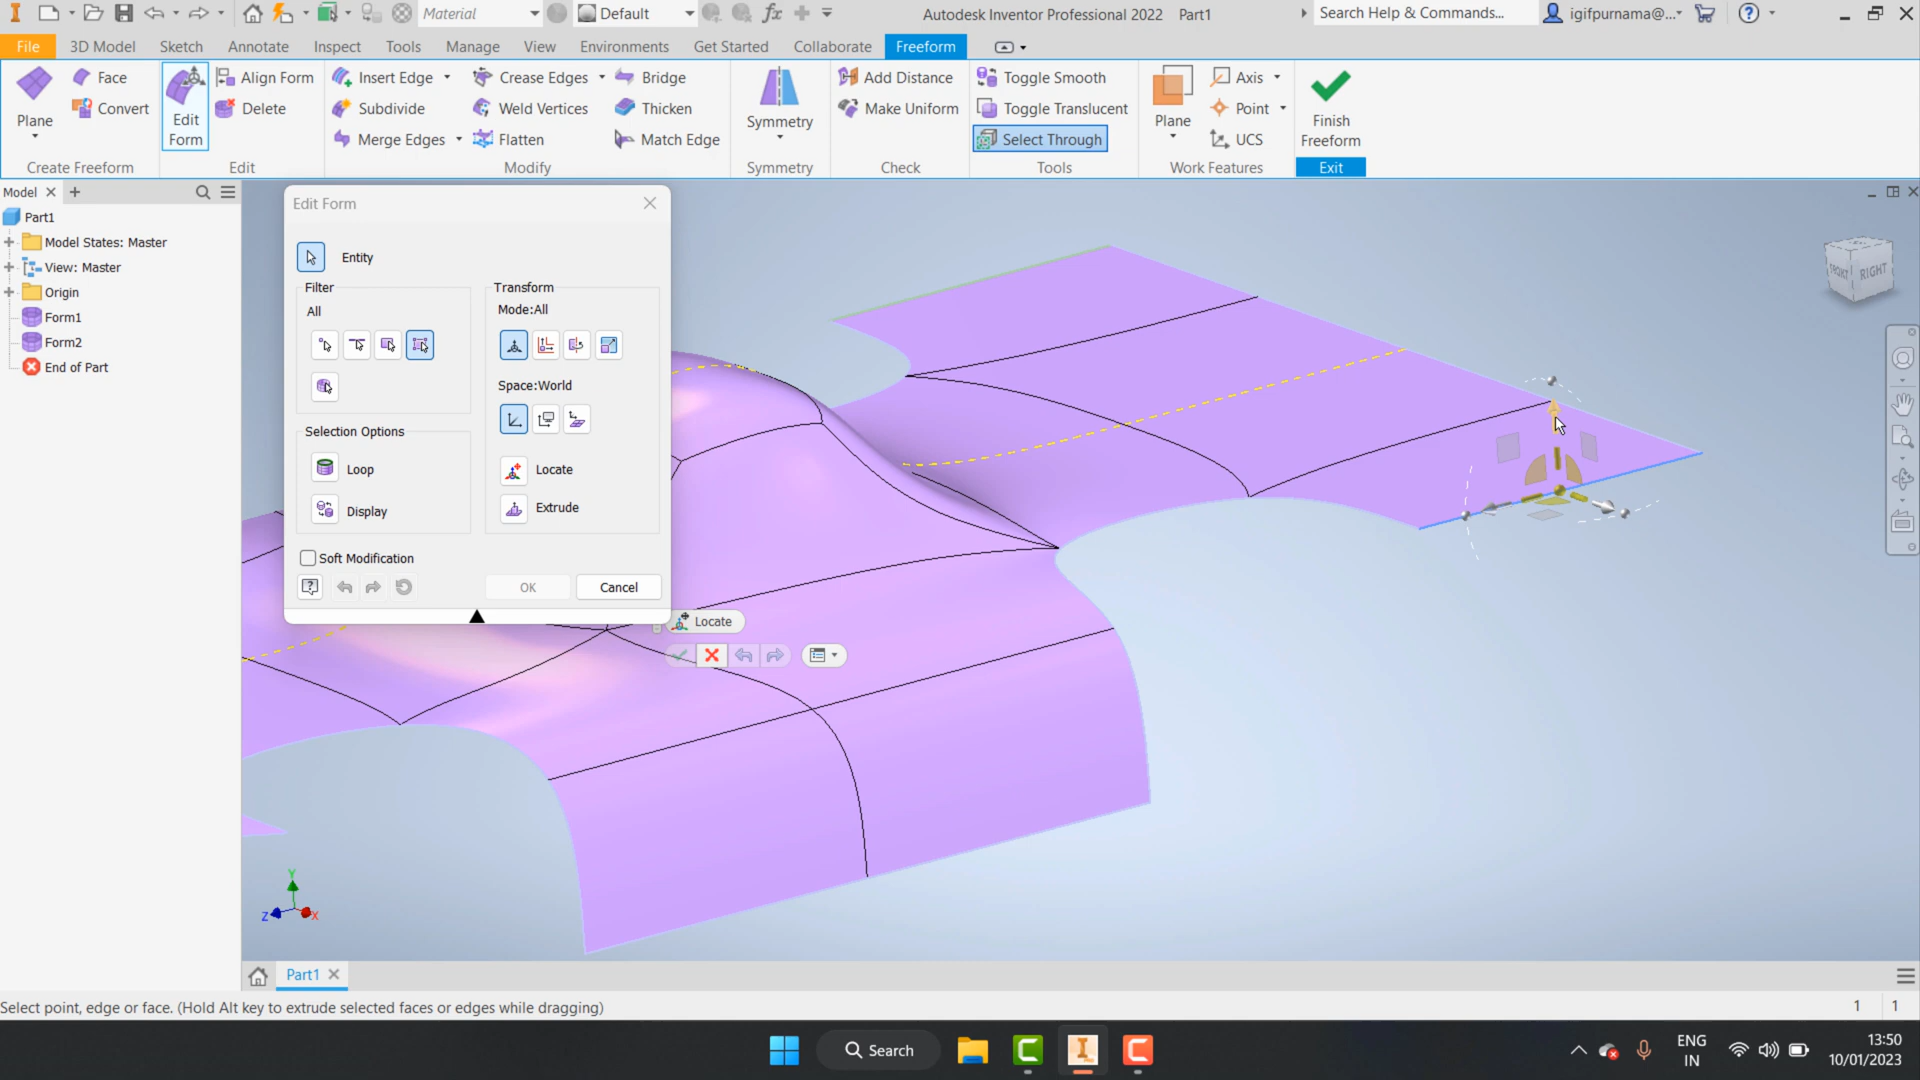 Material
Default
Autodesk Inventor Professional 2022 Part1
Search Help & Commands...
igifpurnama@...
File 3D Model Sketch Annotate Inspect Tools Manage View Environments Get Started Collaborate Freeform
Plane
Face
Convert
Create Freeform
Edit
Form
Align Form
Delete
Edit
Insert Edge
Subdivide
Merge Edges
Crease Edges
Weld Vertices
Flatten
Bridge
Thicken
Match Edge
Modify
Symmetry
Symmetry
Add Distance
Make Uniform
Check
Toggle Smooth
Toggle Translucent
Select Through
Tools
Plane
Axis
Point
UCS
Work Features
Finish
Freeform
Exit
Model
Part1
Model States: Master
View: Master
Origin
Form1
Form2
End of Part
Edit Form
Entity
Filter
All
Selection Options
Loop
Display
Transform
Mode:All
Space:World
Locate
Extrude
Soft Modification
OK
Cancel
Locate
FRONT RIGHT
Y
Z
X
Part1
Select point, edge or face. (Hold Alt key to extrude selected faces or edges while dragging)
1 1
Search
ENG
IN
13:50
10/01/2023